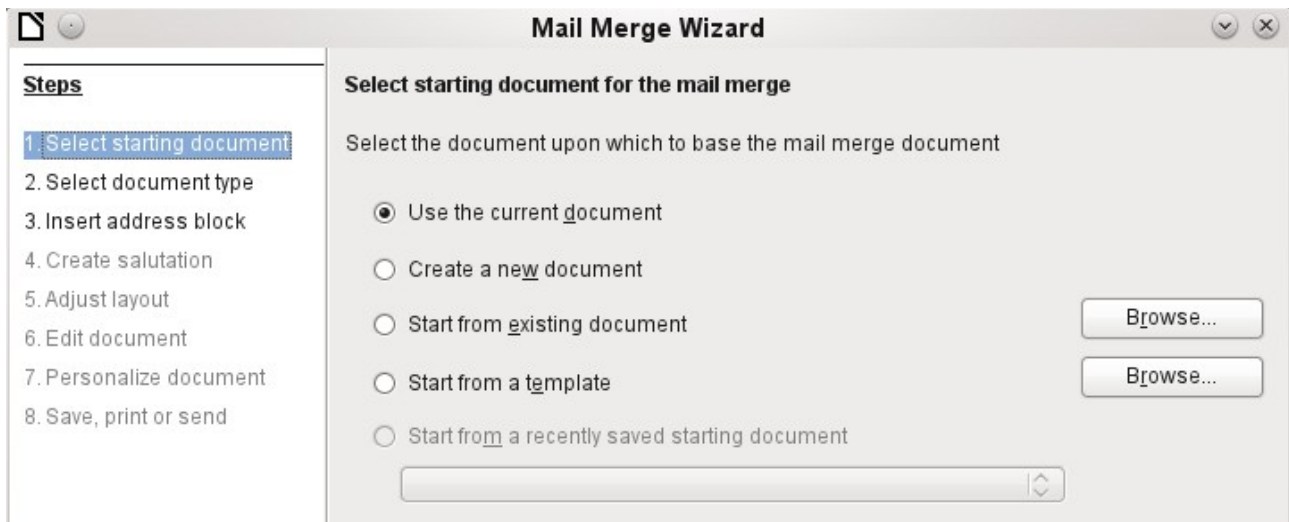 Mail Merge Wizard
Steps
1. Select starting document
2. Select document type
3. Insert address block
4. Create salutation
5. Adjust layout
6. Edit document
7. Personalize document
8. Save, print or send
Select starting document for the mail merge
Select the document upon which to base the mail merge document
Use the current document
Create a new document
Start from existing document
Browse...
Start from a template
Browse...
Start from a recently saved starting document